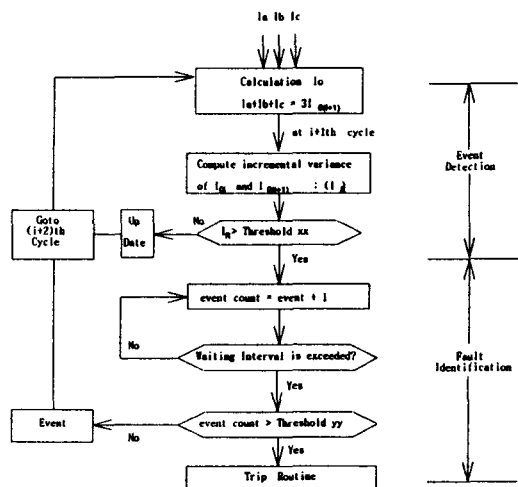 Ia Ib Ic
Calculation Io
Ia+Ib+Ic = 3I
at i+1th cycle
Compute incremental variance
of I and I : (I )
Event
Detection
Goto
(i+2)th
Cycle
Up
Date
No
> Threshold xx
Yes
event count = event + 1
No
Waiting Interval is exceeded?
Fault
Identification
Yes
Event
No
event count > Threshold yy
Yes
Trip Routine